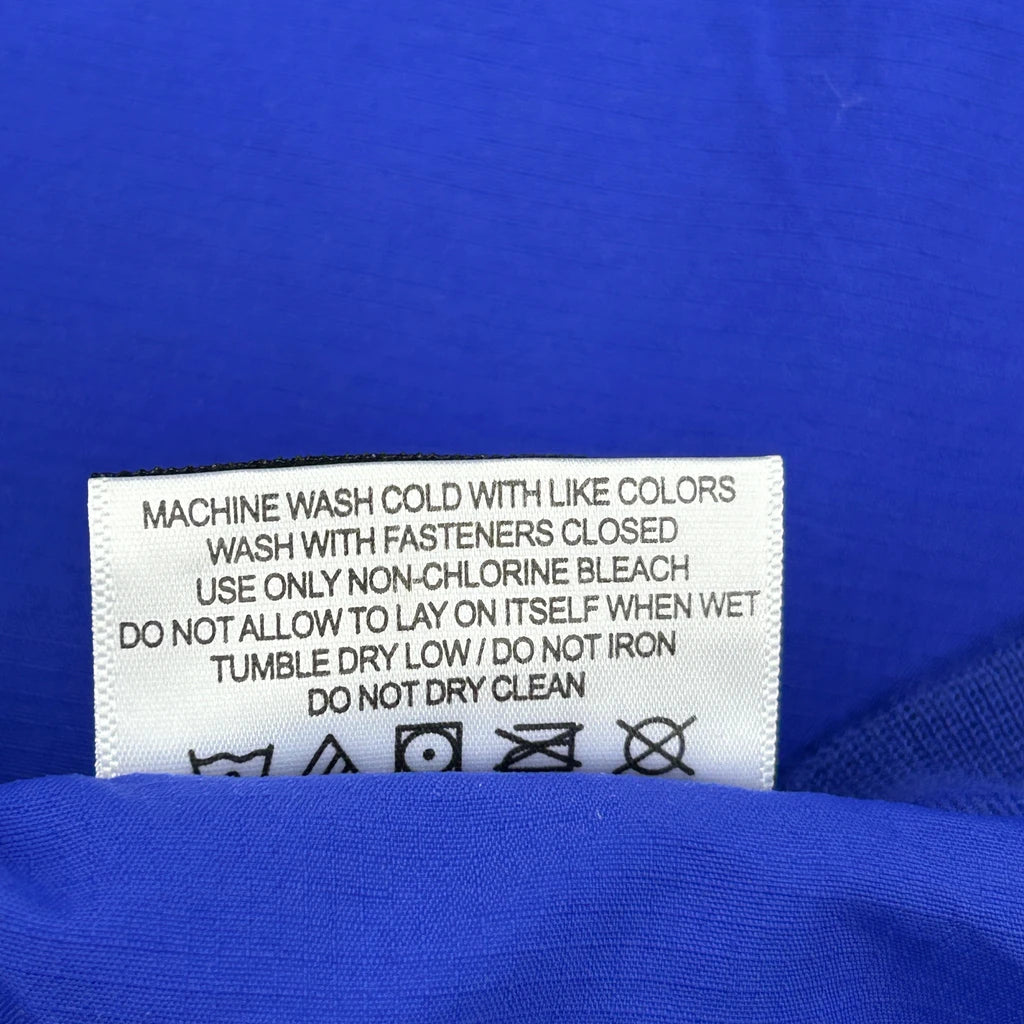 MACHINE WASH COLD WITH LIKE COLORS
WASH WITH FASTENERS CLOSED
USE ONLY NON-CHLORINE BLEACH
DO NOT ALLOW TO LAY ON ITSELF WHEN WET
TUMBLE DRY LOW / DO NOT IRON
DO NOT DRY CLEAN